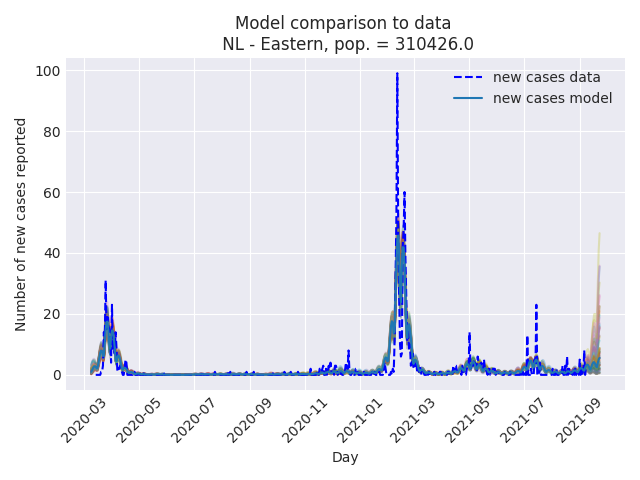 Model comparison to data
NL - Eastern, pop. = 310426.0
new cases data
new cases model
Number of new cases reported
100
80
60
40
20
0
2020-03
2020-05
2020-07
2020-09
2020-11
2021-01
2021-03
2021-05
2021-07
2021-09
Day